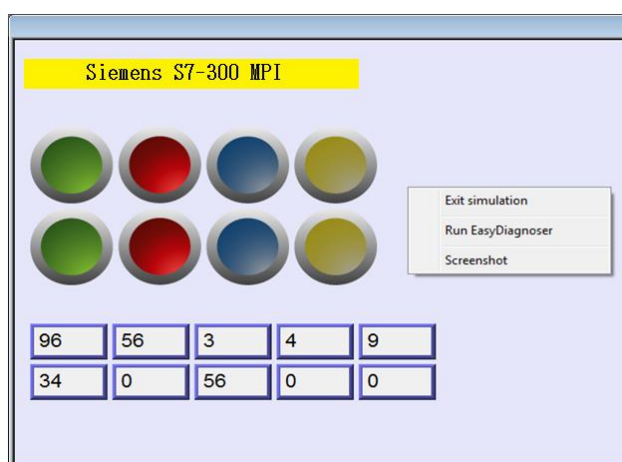 Siemens S7-300 MPI
Exit simulation
Run EasyDiagnoser
Screenshot
96 56 3 4 9
34 0 56 0 0